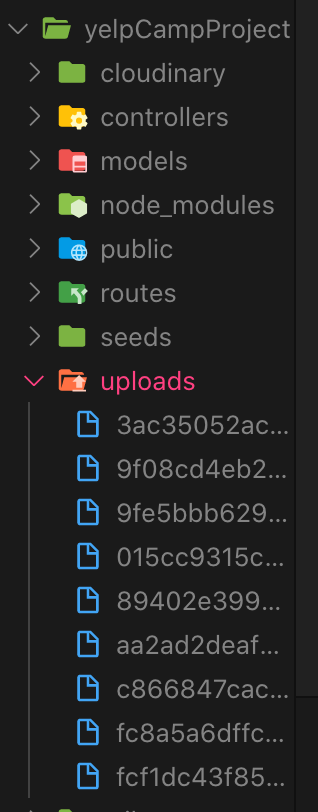 yelpCampProject
cloudinary
controllers
models
node_modules
public
routes
seeds
uploads
3ac35052ac...
9f08cd4eb2...
9fe5bbb629...
015cc9315c...
89402e399...
aa2ad2deaf...
c866847cac...
fc8a5a6dffc...
fcf1dc43f85...